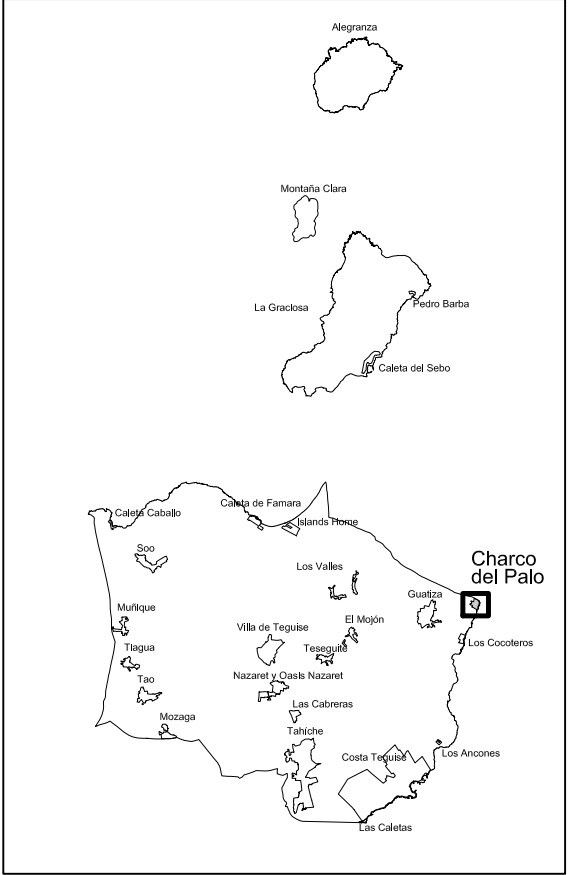 Alegranza
Montaña Clara
La Graciosa
Pedro Barba
Caleta del Sebo
Caleta Caballo
Caleta de Famara
Islands Home
Soo
Los Valles
Charco
del Palo
Guatiza
Muñique
El Mojón
Villa de Teguise
Los Cocoteros
Tiagua
Teseguite
Nazaret y Oasis Nazaret
Tao
Las Cabreras
Mozaga
Tahíche
Costa Teguise
Los Ancones
Las Caletas